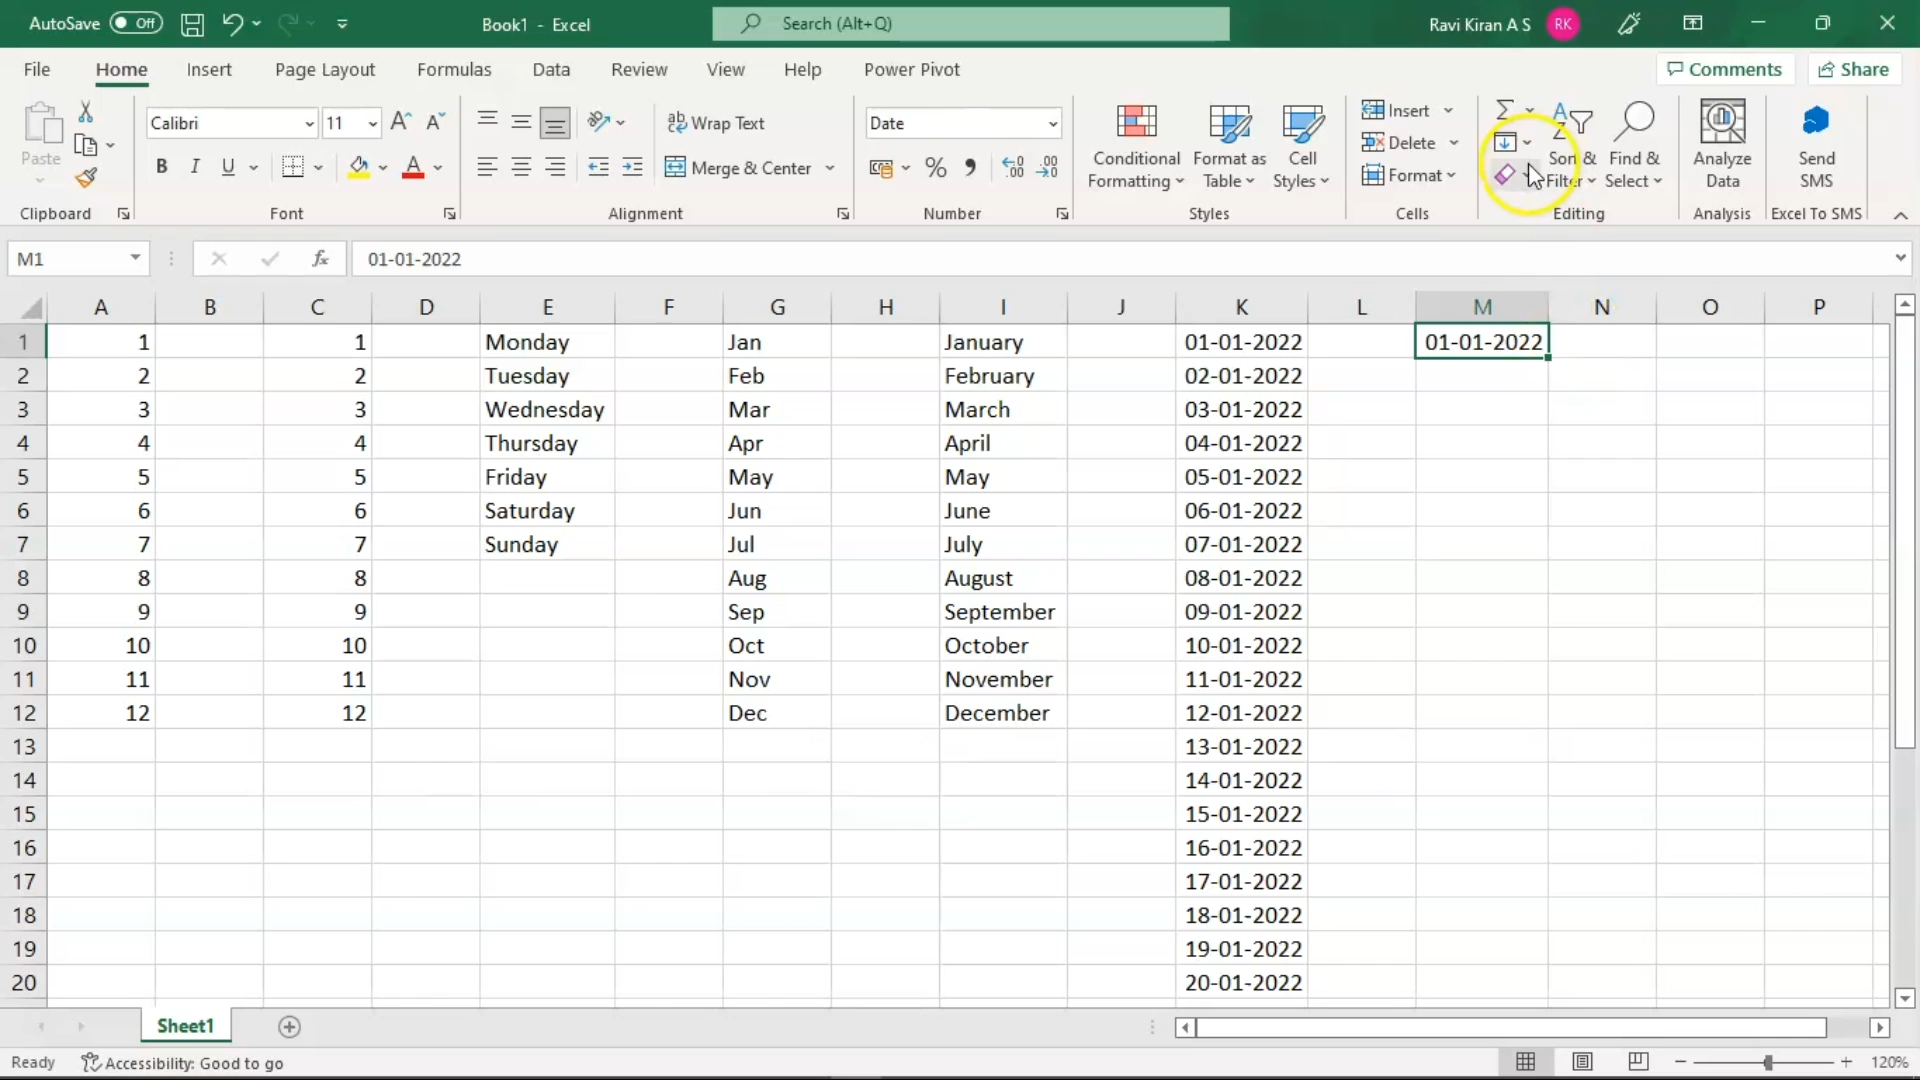 AutoSave Off Book1 - Excel Search (Alt+Q) Ravi Kiran A S RK
File Home Insert Page Layout Formulas Data Review View Help Power Pivot Comments Share
Paste Calibri 11 A A Wrap Text Date Conditional Formatting Format as Table Cell Styles Insert Sort & Filter Find & Select Analyze Data Send SMS
B I U A Merge & Center % Delete
Format
Clipboard Font Alignment Number Styles Cells Editing Analysis Excel To SMS
M1 fx 01-01-2022
A B C D E F G H I J K L M N O P
1 1 1 Monday Jan January 01-01-2022 01-01-2022
2 2 2 Tuesday Feb February 02-01-2022
3 3 3 Wednesday Mar March 03-01-2022
4 4 4 Thursday Apr April 04-01-2022
5 5 5 Friday May May 05-01-2022
6 6 6 Saturday Jun June 06-01-2022
7 7 7 Sunday Jul July 07-01-2022
8 8 8 Aug August 08-01-2022
9 9 9 Sep September 09-01-2022
10 10 10 Oct October 10-01-2022
11 11 11 Nov November 11-01-2022
12 12 12 Dec December 12-01-2022
13 13-01-2022
14 14-01-2022
15 15-01-2022
16 16-01-2022
17 17-01-2022
18 18-01-2022
19 19-01-2022
20 20-01-2022
Sheet1
Ready Accessibility: Good to go 120%